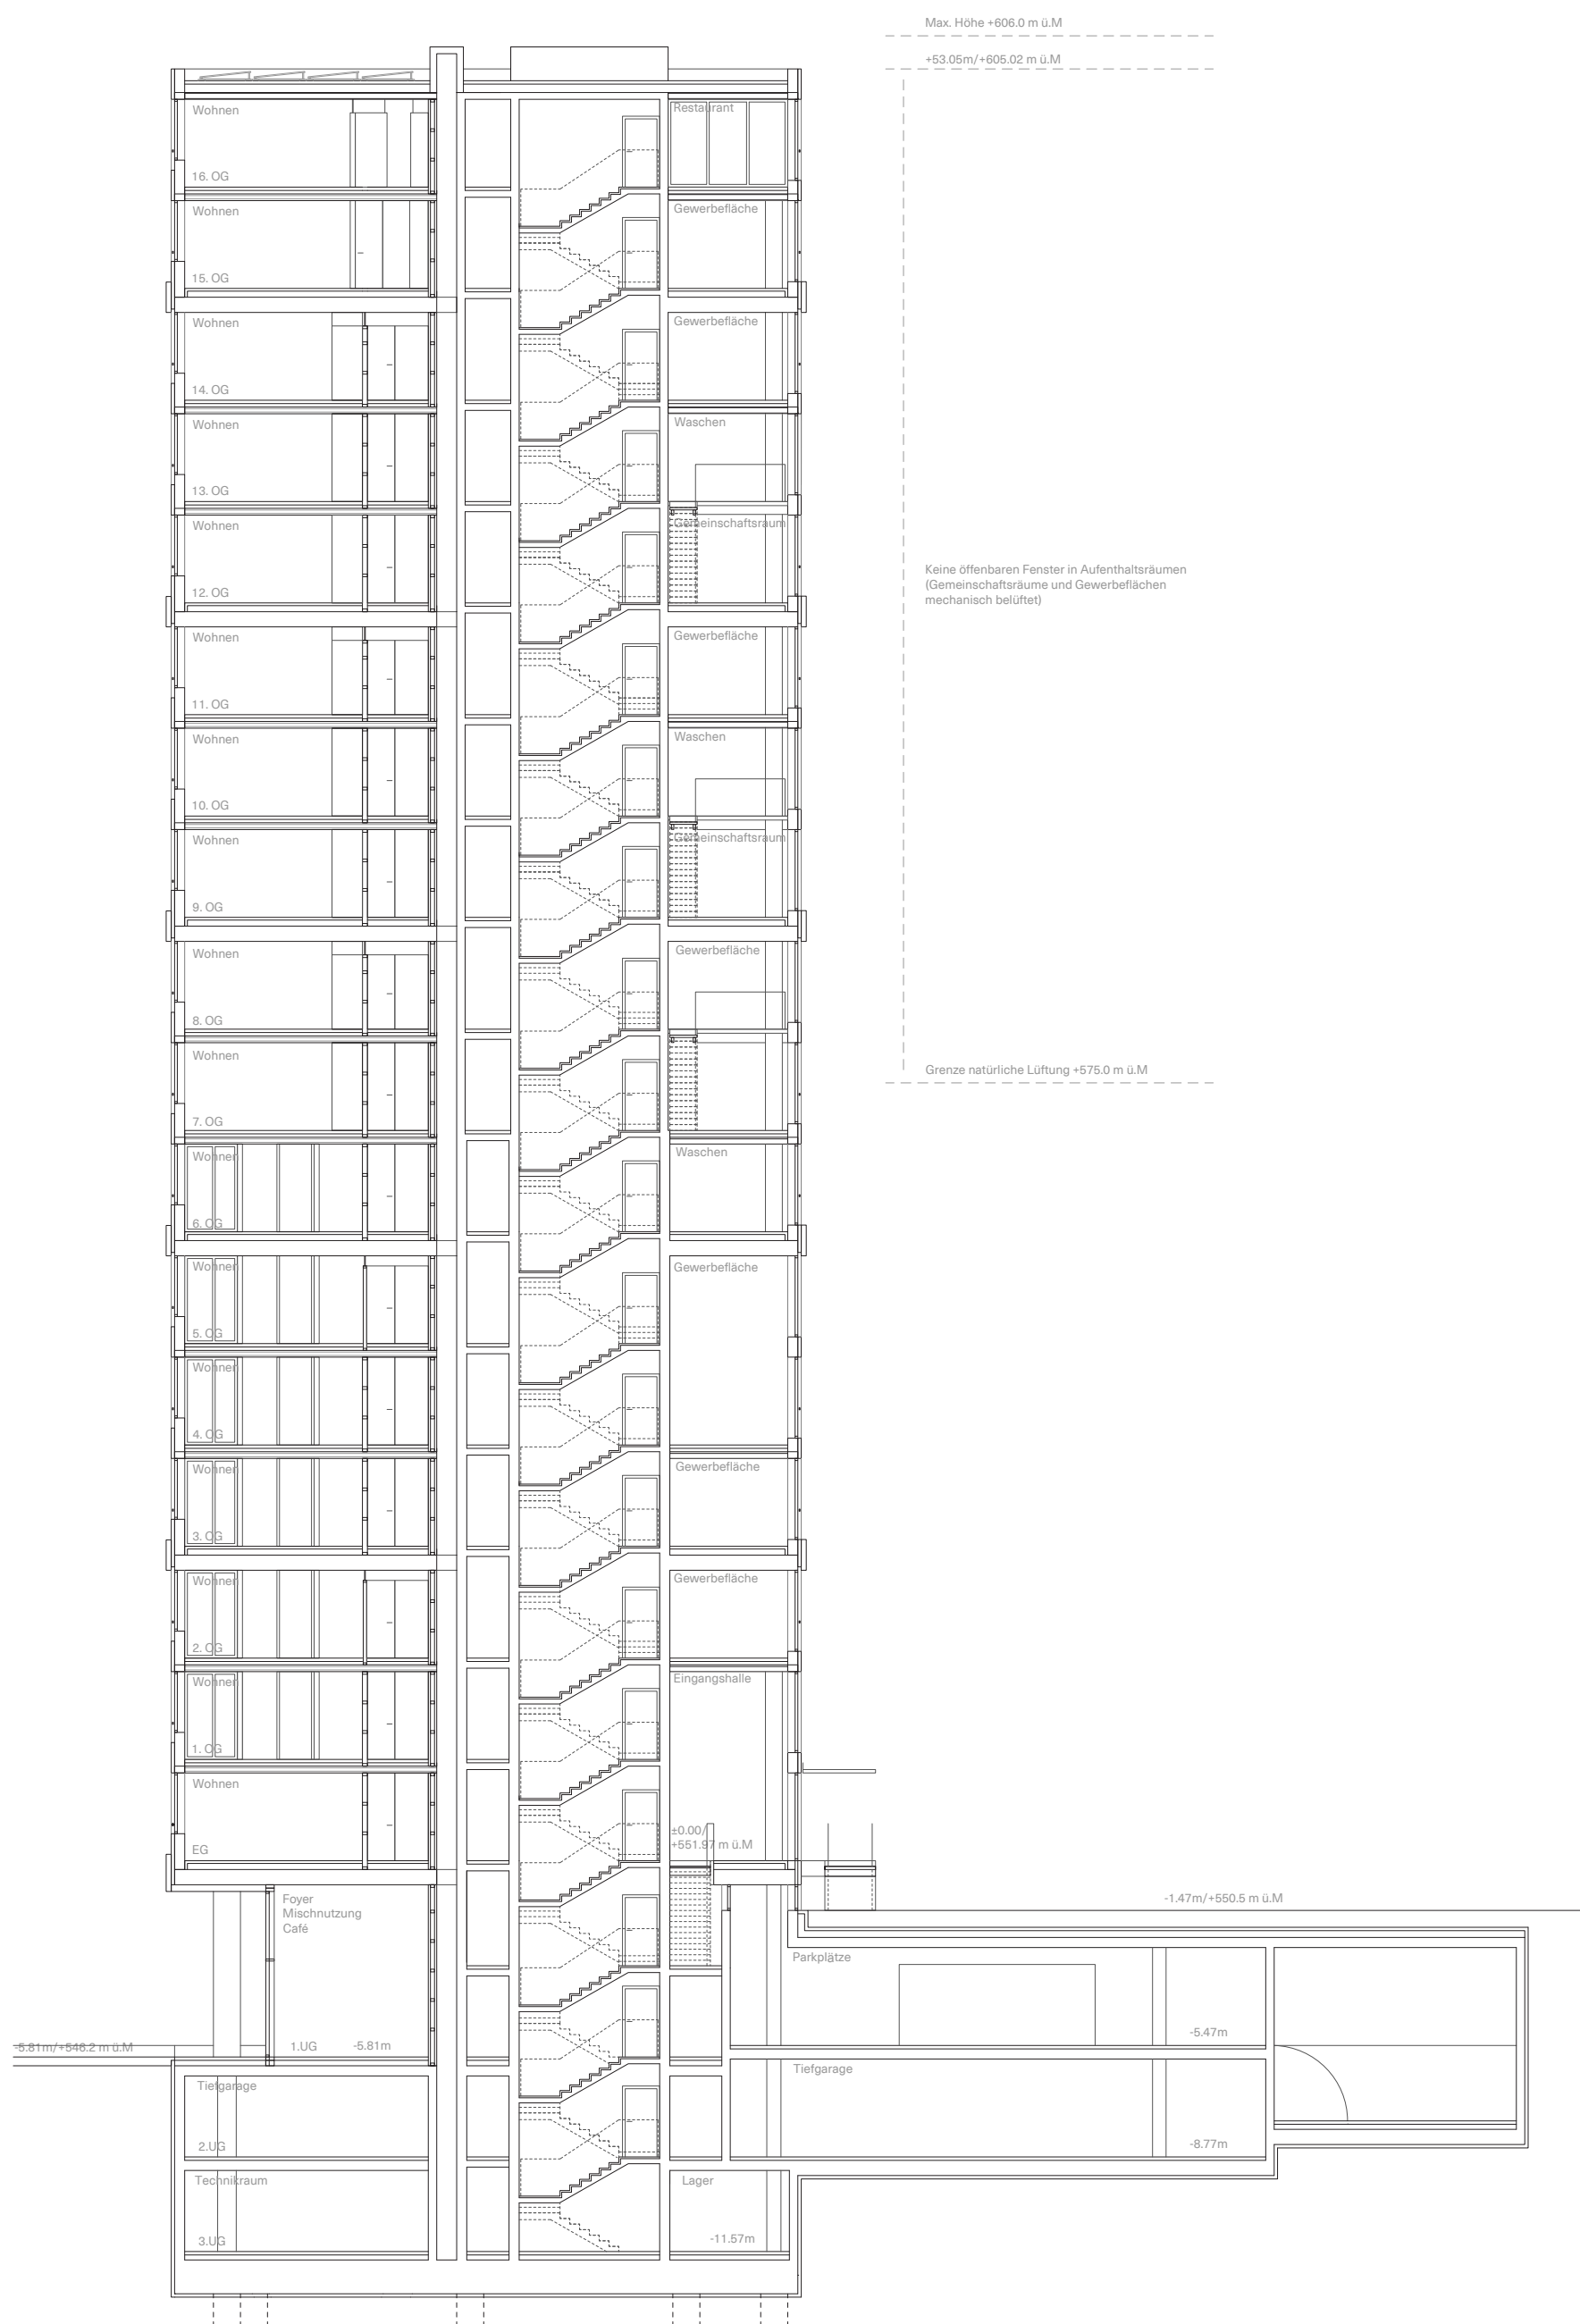 Max. Höhe +606.0 m ü.M
+53.05m/+605.02 m ü.M
Wohnen
Restaurant
16. OG
Wohnen
Gewerbefläche
15. OG
Wohnen
Gewerbefläche
14. OG
Wohnen
Waschen
13. OG
Wohnen
Gemeinschaftsraum
12. OG
Keine öffenbaren Fenster in Aufenthaltsräumen
(Gemeinschaftsräume und Gewerbeflächen
mechanisch belüftet)
Wohnen
Gewerbefläche
11. OG
Wohnen
Waschen
10. OG
Wohnen
Gemeinschaftsraum
9. OG
Wohnen
Gewerbefläche
8. OG
Wohnen
Grenze natürliche Lüftung +575.0 m ü.M
7. OG
Wohnen
Waschen
6. OG
Wohnen
Gewerbefläche
5. OG
Wohnen
4. OG
Wohnen
Gewerbefläche
3. OG
Wohnen
Gewerbefläche
2. OG
Wohnen
Eingangshalle
1. OG
Wohnen
±0.00/
+551.97 m ü.M
EG
Foyer
Mischnutzung
Café
-1.47m/+550.5 m ü.M
Parkplätze
-5.47m
-5.81m/+546.2 m ü.M
1.UG
-5.81m
Tiefgarage
Tiefgarage
2.UG
-8.77m
Technikraum
Lager
3.UG
-11.57m